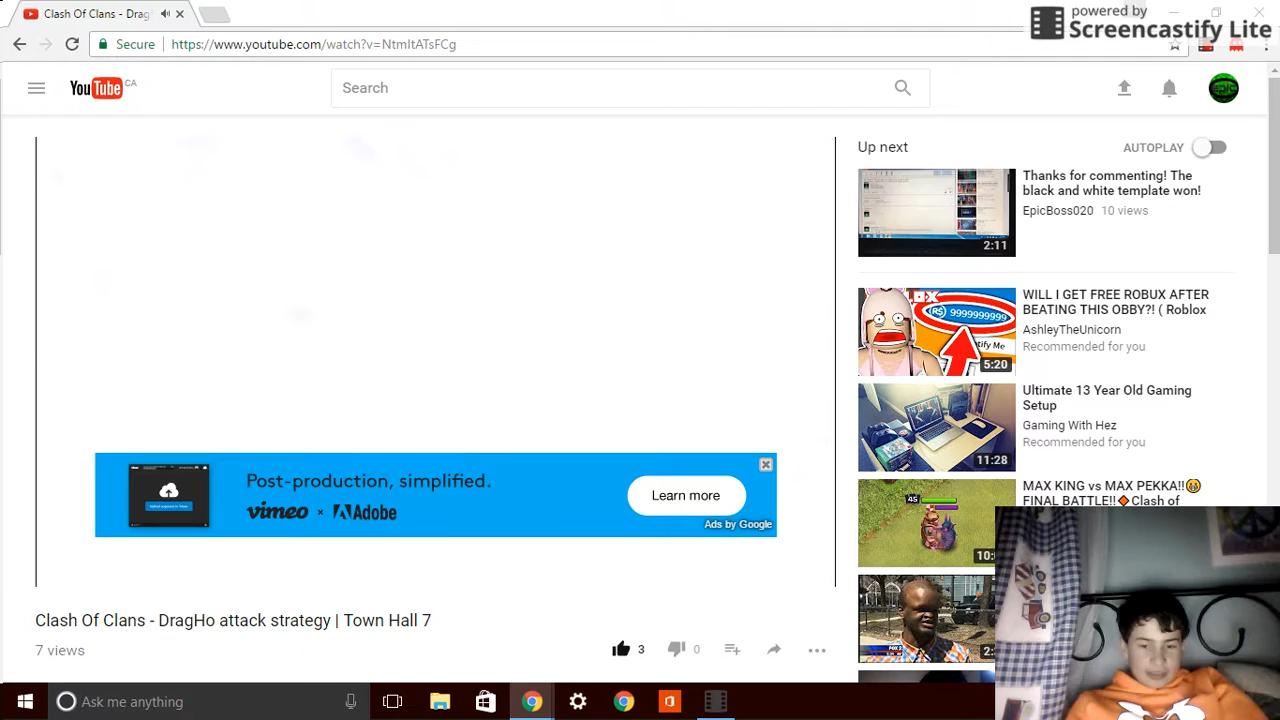 powered by
Screencastify Lite
Clash Of Clans - Drag
Secure
https://www.youtube.com/watch?v=NtmItATsFCg
YouTube CA
Search
EPIC
Up next
AUTOPLAY
Thanks for commenting! The
black and white template won!
EpicBoss020 10 views
2:11
WILL I GET FREE ROBUX AFTER
BEATING THIS OBBY?! ( Roblox
AshleyTheUnicorn
Recommended for you
R$ 9999999999
5:20
Ultimate 13 Year Old Gaming
Setup
Gaming With Hez
Recommended for you
11:28
MAX KING vs MAX PEKKA!!😱
FINAL BATTLE!!🔶Clash of
45
Post-production, simplified.
vimeo × Adobe
Learn more
Ads by Google
Clash Of Clans - DragHo attack strategy | Town Hall 7
7 views
3
0
Ask me anything